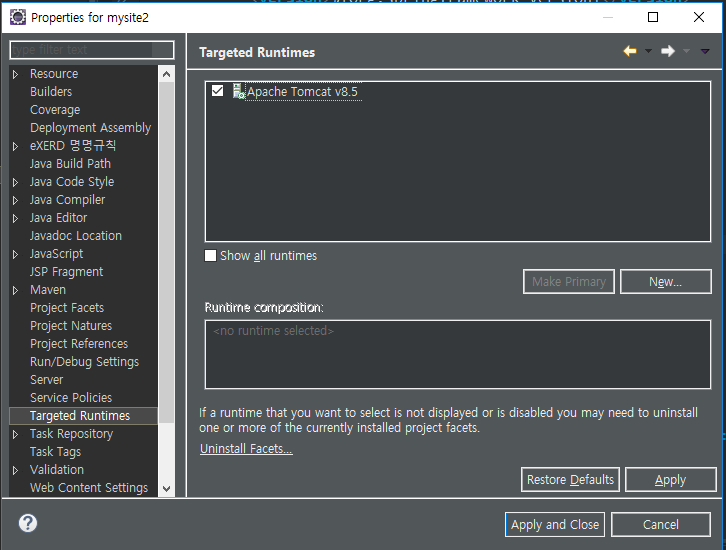 Properties for mysite2
type filter text
Targeted Runtimes
Resource
Builders
Coverage
Deployment Assembly
eXERD 명명규칙
Java Build Path
Java Code Style
Java Compiler
Java Editor
Javadoc Location
JavaScript
JSP Fragment
Maven
Project Facets
Project Natures
Project References
Run/Debug Settings
Server
Service Policies
Targeted Runtimes
Task Repository
Task Tags
Validation
Web Content Settings
Apache Tomcat v8.5
Show all runtimes
Make Primary
New...
Runtime composition:
<no runtime selected>
If a runtime that you want to select is not displayed or is disabled you may need to uninstall
one or more of the currently installed project facets.
Uninstall Facets...
Restore Defaults
Apply
Apply and Close
Cancel